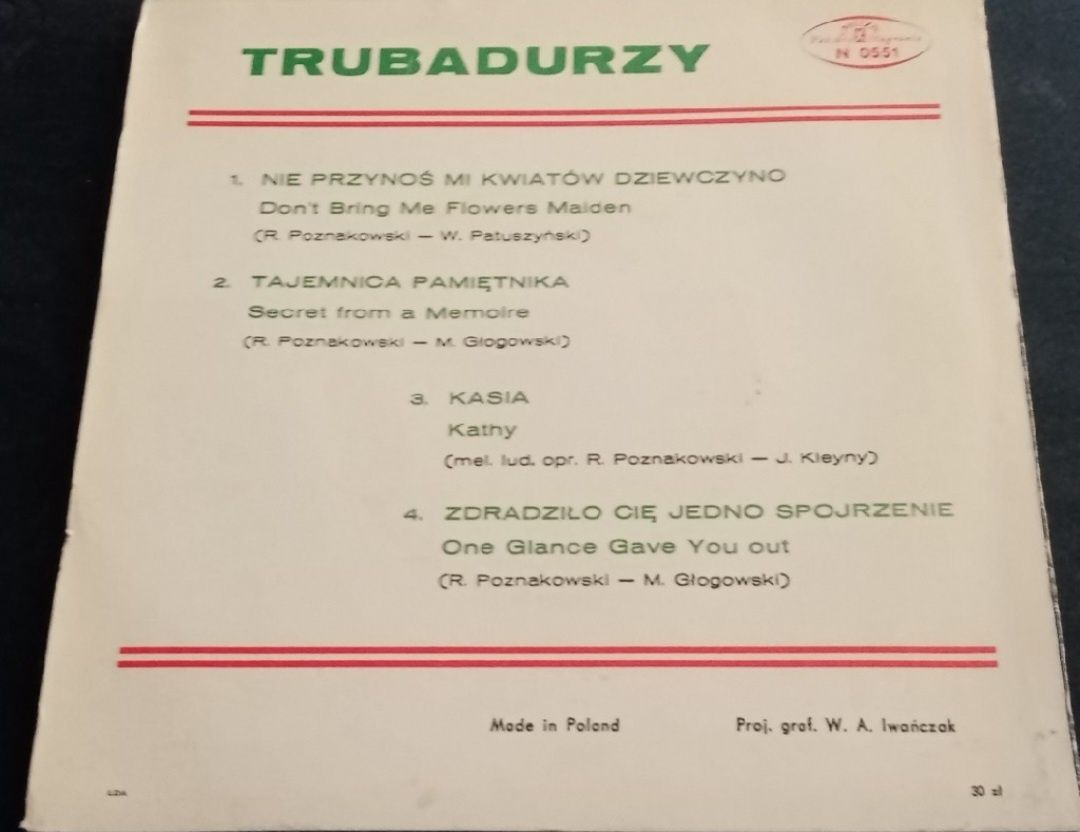 TRUBADURZY
Polskie Nagrania
N 0551
1. NIE PRZYNOŚ MI KWIATÓW DZIEWCZYNO
Don't Bring Me Flowers Maiden
(R. Poznakowski — W. Patuszyński)
2. TAJEMNICA PAMIĘTNIKA
Secret from a Memoire
(R. Poznakowski — M. Głogowski)
3. KASIA
Kathy
(mel. lud. opr. R. Poznakowski — J. Kleyny)
4. ZDRADZIŁO CIĘ JEDNO SPOJRZENIE
One Glance Gave You out
(R. Poznakowski — M. Głogowski)
Made in Poland
Proj. graf. W. A. Iwańczak
30 zł